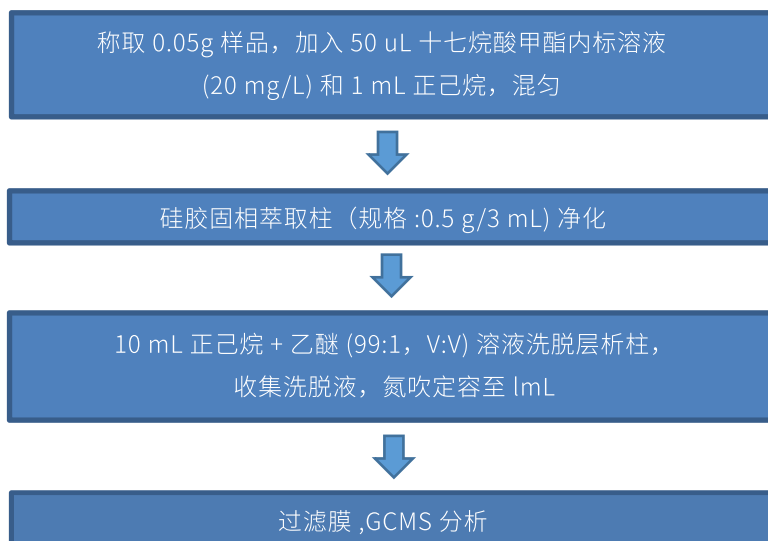 称取 0.05g 样品，加入 50 uL 十七烷酸甲酯内标溶液
(20 mg/L) 和 1 mL 正己烷，混匀
硅胶固相萃取柱（规格 :0.5 g/3 mL) 净化
10 mL 正己烷 + 乙醚 (99:1，V:V) 溶液洗脱层析柱，
收集洗脱液，氮吹定容至 lmL
过滤膜 ,GCMS 分析